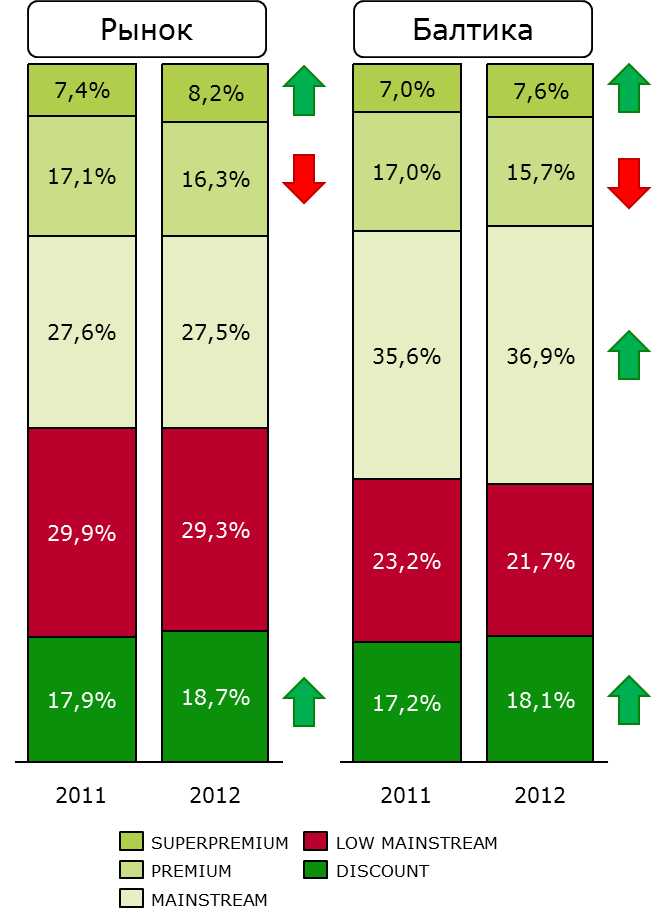 Рынок Балтика
7,4% 8,2% 7,0% 7,6%
17,1% 16,3% 17,0% 15,7%
27,6% 27,5% 35,6% 36,9%
29,9% 29,3% 23,2% 21,7%
17,9% 18,7% 17,2% 18,1%
2011 2012 2011 2012
SUPERPREMIUM LOW MAINSTREAM
PREMIUM DISCOUNT
MAINSTREAM